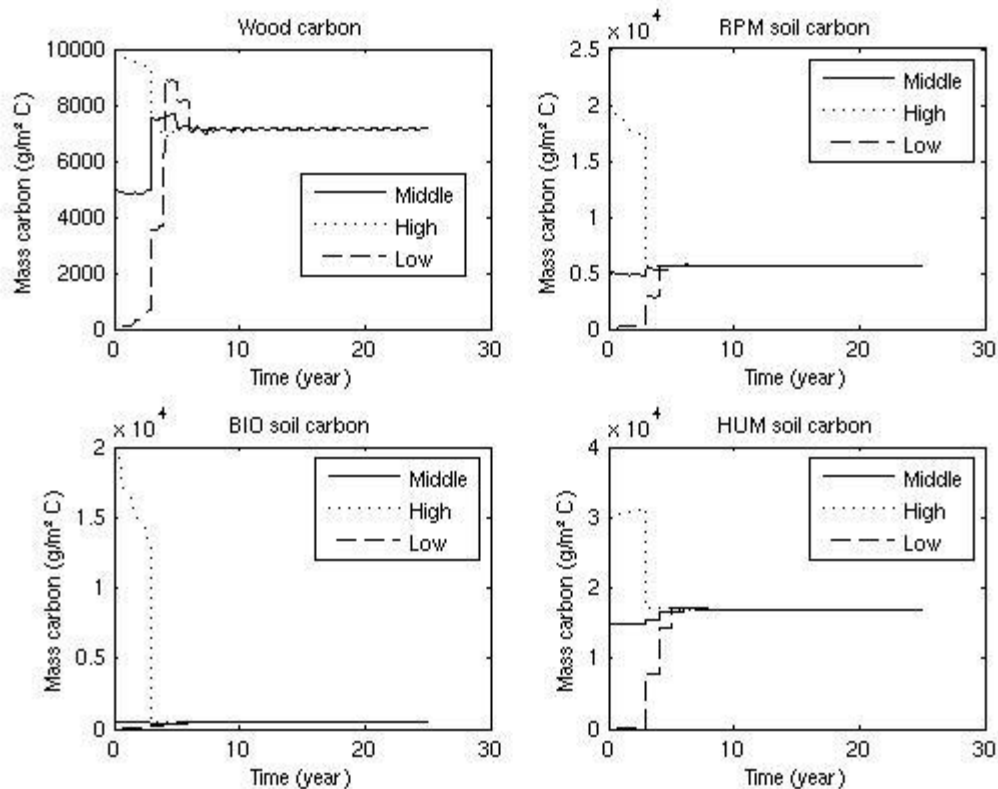 Wood carbon
10000
8000
6000
4000
2000
0
Mass carbon (g/m² C)
Middle
High
Low
0 10 20 30
Time (year)
× 10⁴
RPM soil carbon
2.5
2
1.5
1
0.5
0
Mass carbon (g/m² C)
Middle
High
Low
0 10 20 30
Time (year)
× 10⁴
BIO soil carbon
2
1.5
1
0.5
0
Mass carbon (g/m² C)
Middle
High
Low
0 10 20 30
Time (year)
× 10⁴
HUM soil carbon
4
3
2
1
0
Mass carbon (g/m² C)
Middle
High
Low
0 10 20 30
Time (year)